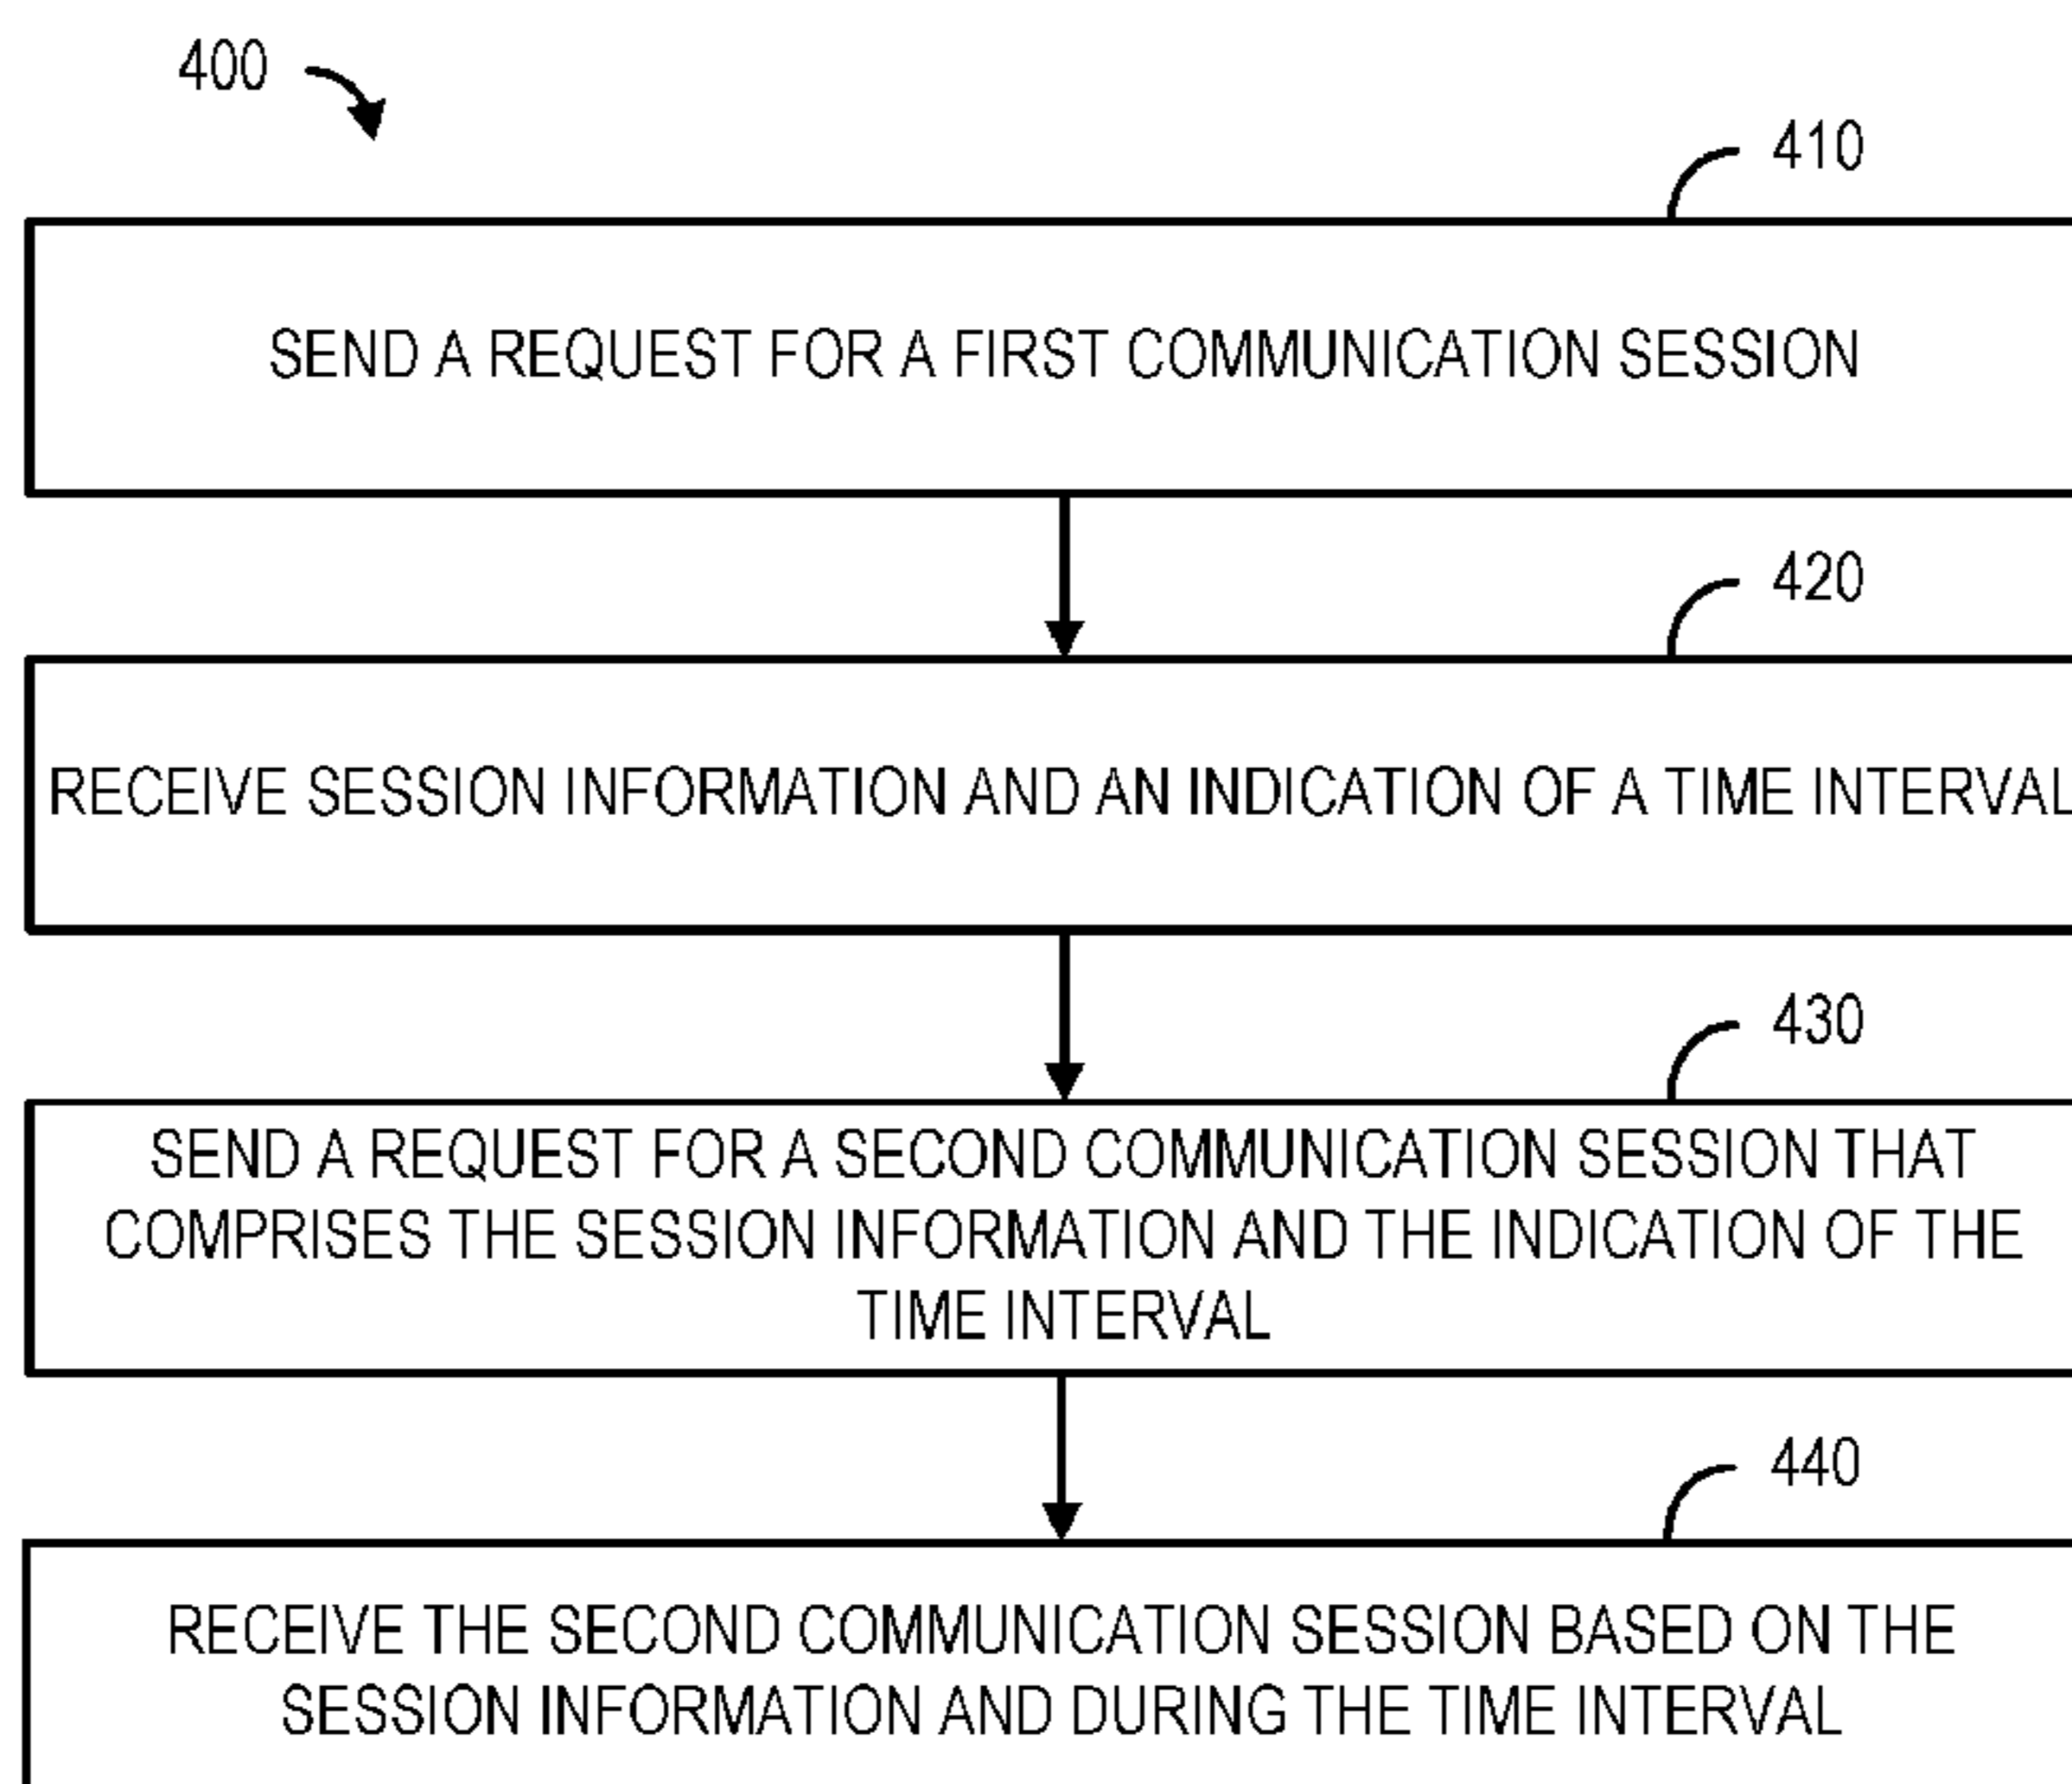 400
410
SEND A REQUEST FOR A FIRST COMMUNICATION SESSION
420
RECEIVE SESSION INFORMATION AND AN INDICATION OF A TIME INTERVAL
430
SEND A REQUEST FOR A SECOND COMMUNICATION SESSION THAT
COMPRISES THE SESSION INFORMATION AND THE INDICATION OF THE
TIME INTERVAL
440
RECEIVE THE SECOND COMMUNICATION SESSION BASED ON THE
SESSION INFORMATION AND DURING THE TIME INTERVAL